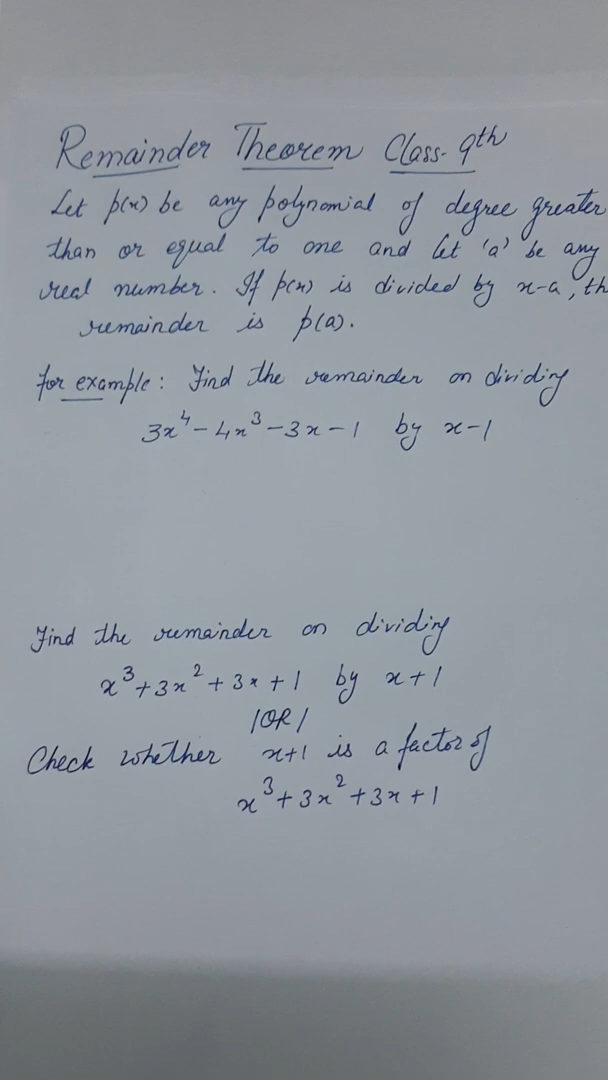 Remainder Theorem Class-9th
Let p(x) be any polynomial of degree greater
than or equal to one and let 'a' be any
real number. If p(x) is divided by x-a, th
remainder is p(a).
for example: Find the remainder on dividing
3x⁴-4x³-3x-1 by x-1
Find the remainder on dividing
x³+3x²+3x+1 by x+1
/OR/
Check whether x+1 is a factor of
x³+3x²+3x+1